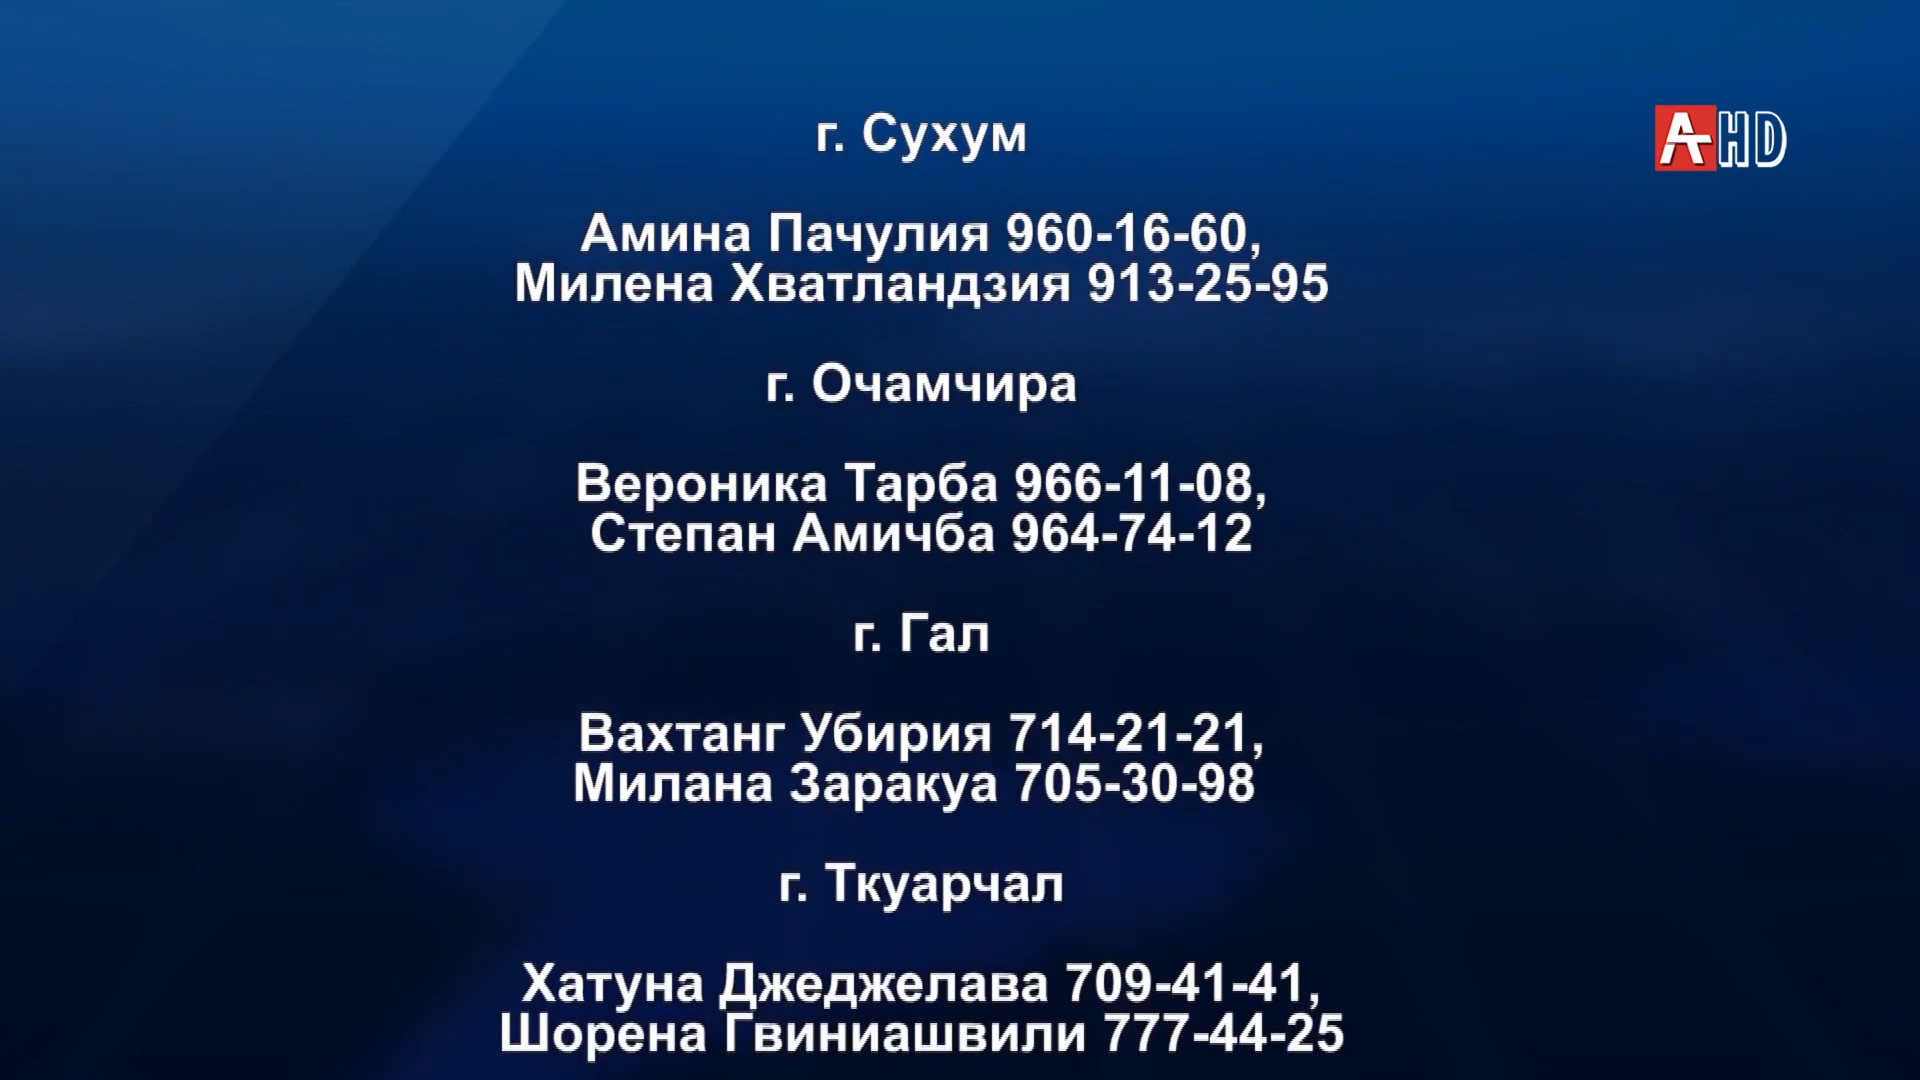 г. Сухум
AHD
Амина Пачулия 960-16-60,
Милена Хватландзия 913-25-95
г. Очамчира
Вероника Тарба 966-11-08,
Степан Амичба 964-74-12
г. Гал
Вахтанг Убирия 714-21-21,
Милана Заракуа 705-30-98
г. Ткуарчал
Хатуна Джеджелава 709-41-41,
Шорена Гвиниашвили 777-44-25